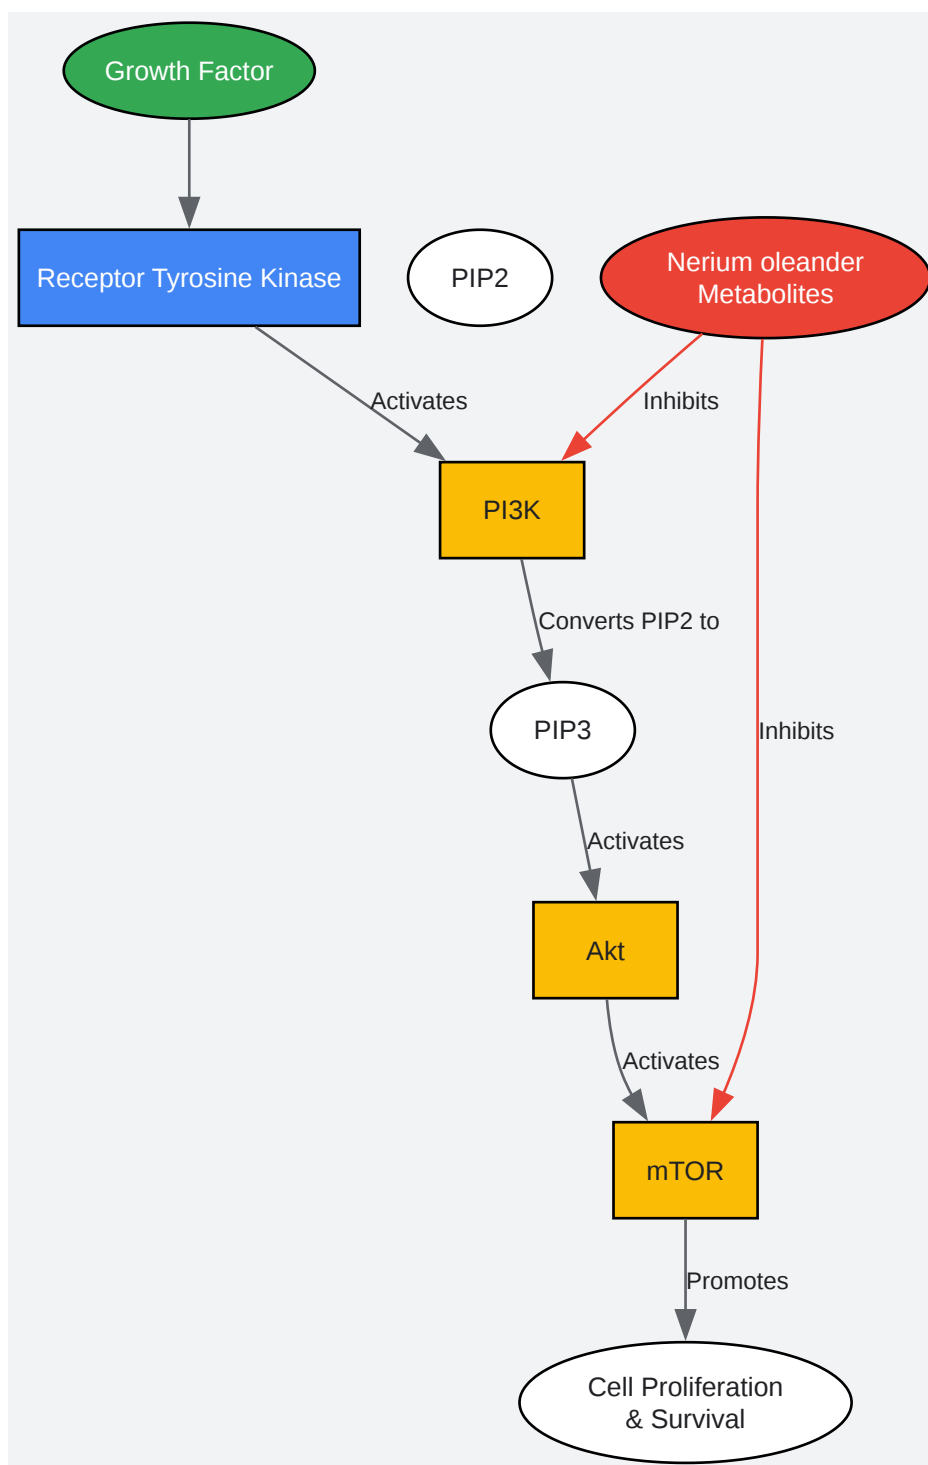 Growth Factor
Receptor Tyrosine Kinase
PIP2
Nerium oleander
Metabolites
Activates
Inhibits
PI3K
Converts PIP2 to
PIP3
Inhibits
Activates
Akt
Activates
mTOR
Promotes
Cell Proliferation
& Survival